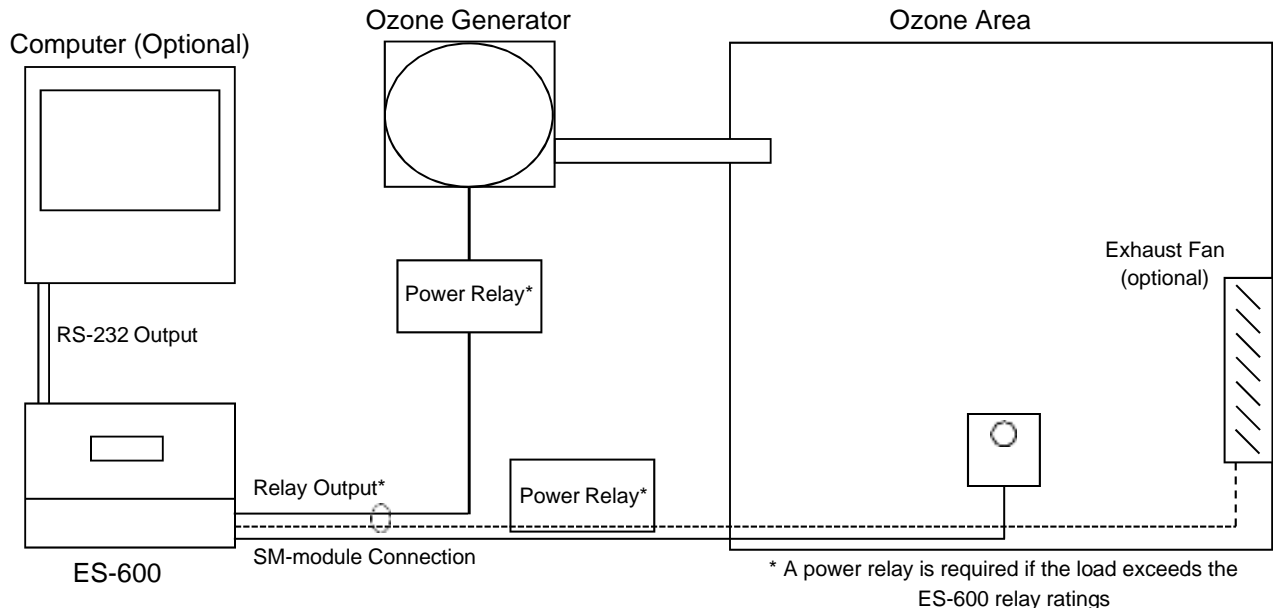 Ozone Generator
Ozone Area
Computer (Optional)
Exhaust Fan
(optional)
Power Relay*
RS-232 Output
Relay Output*
Power Relay*
SM-module Connection
ES-600
* A power relay is required if the load exceeds the
ES-600 relay ratings